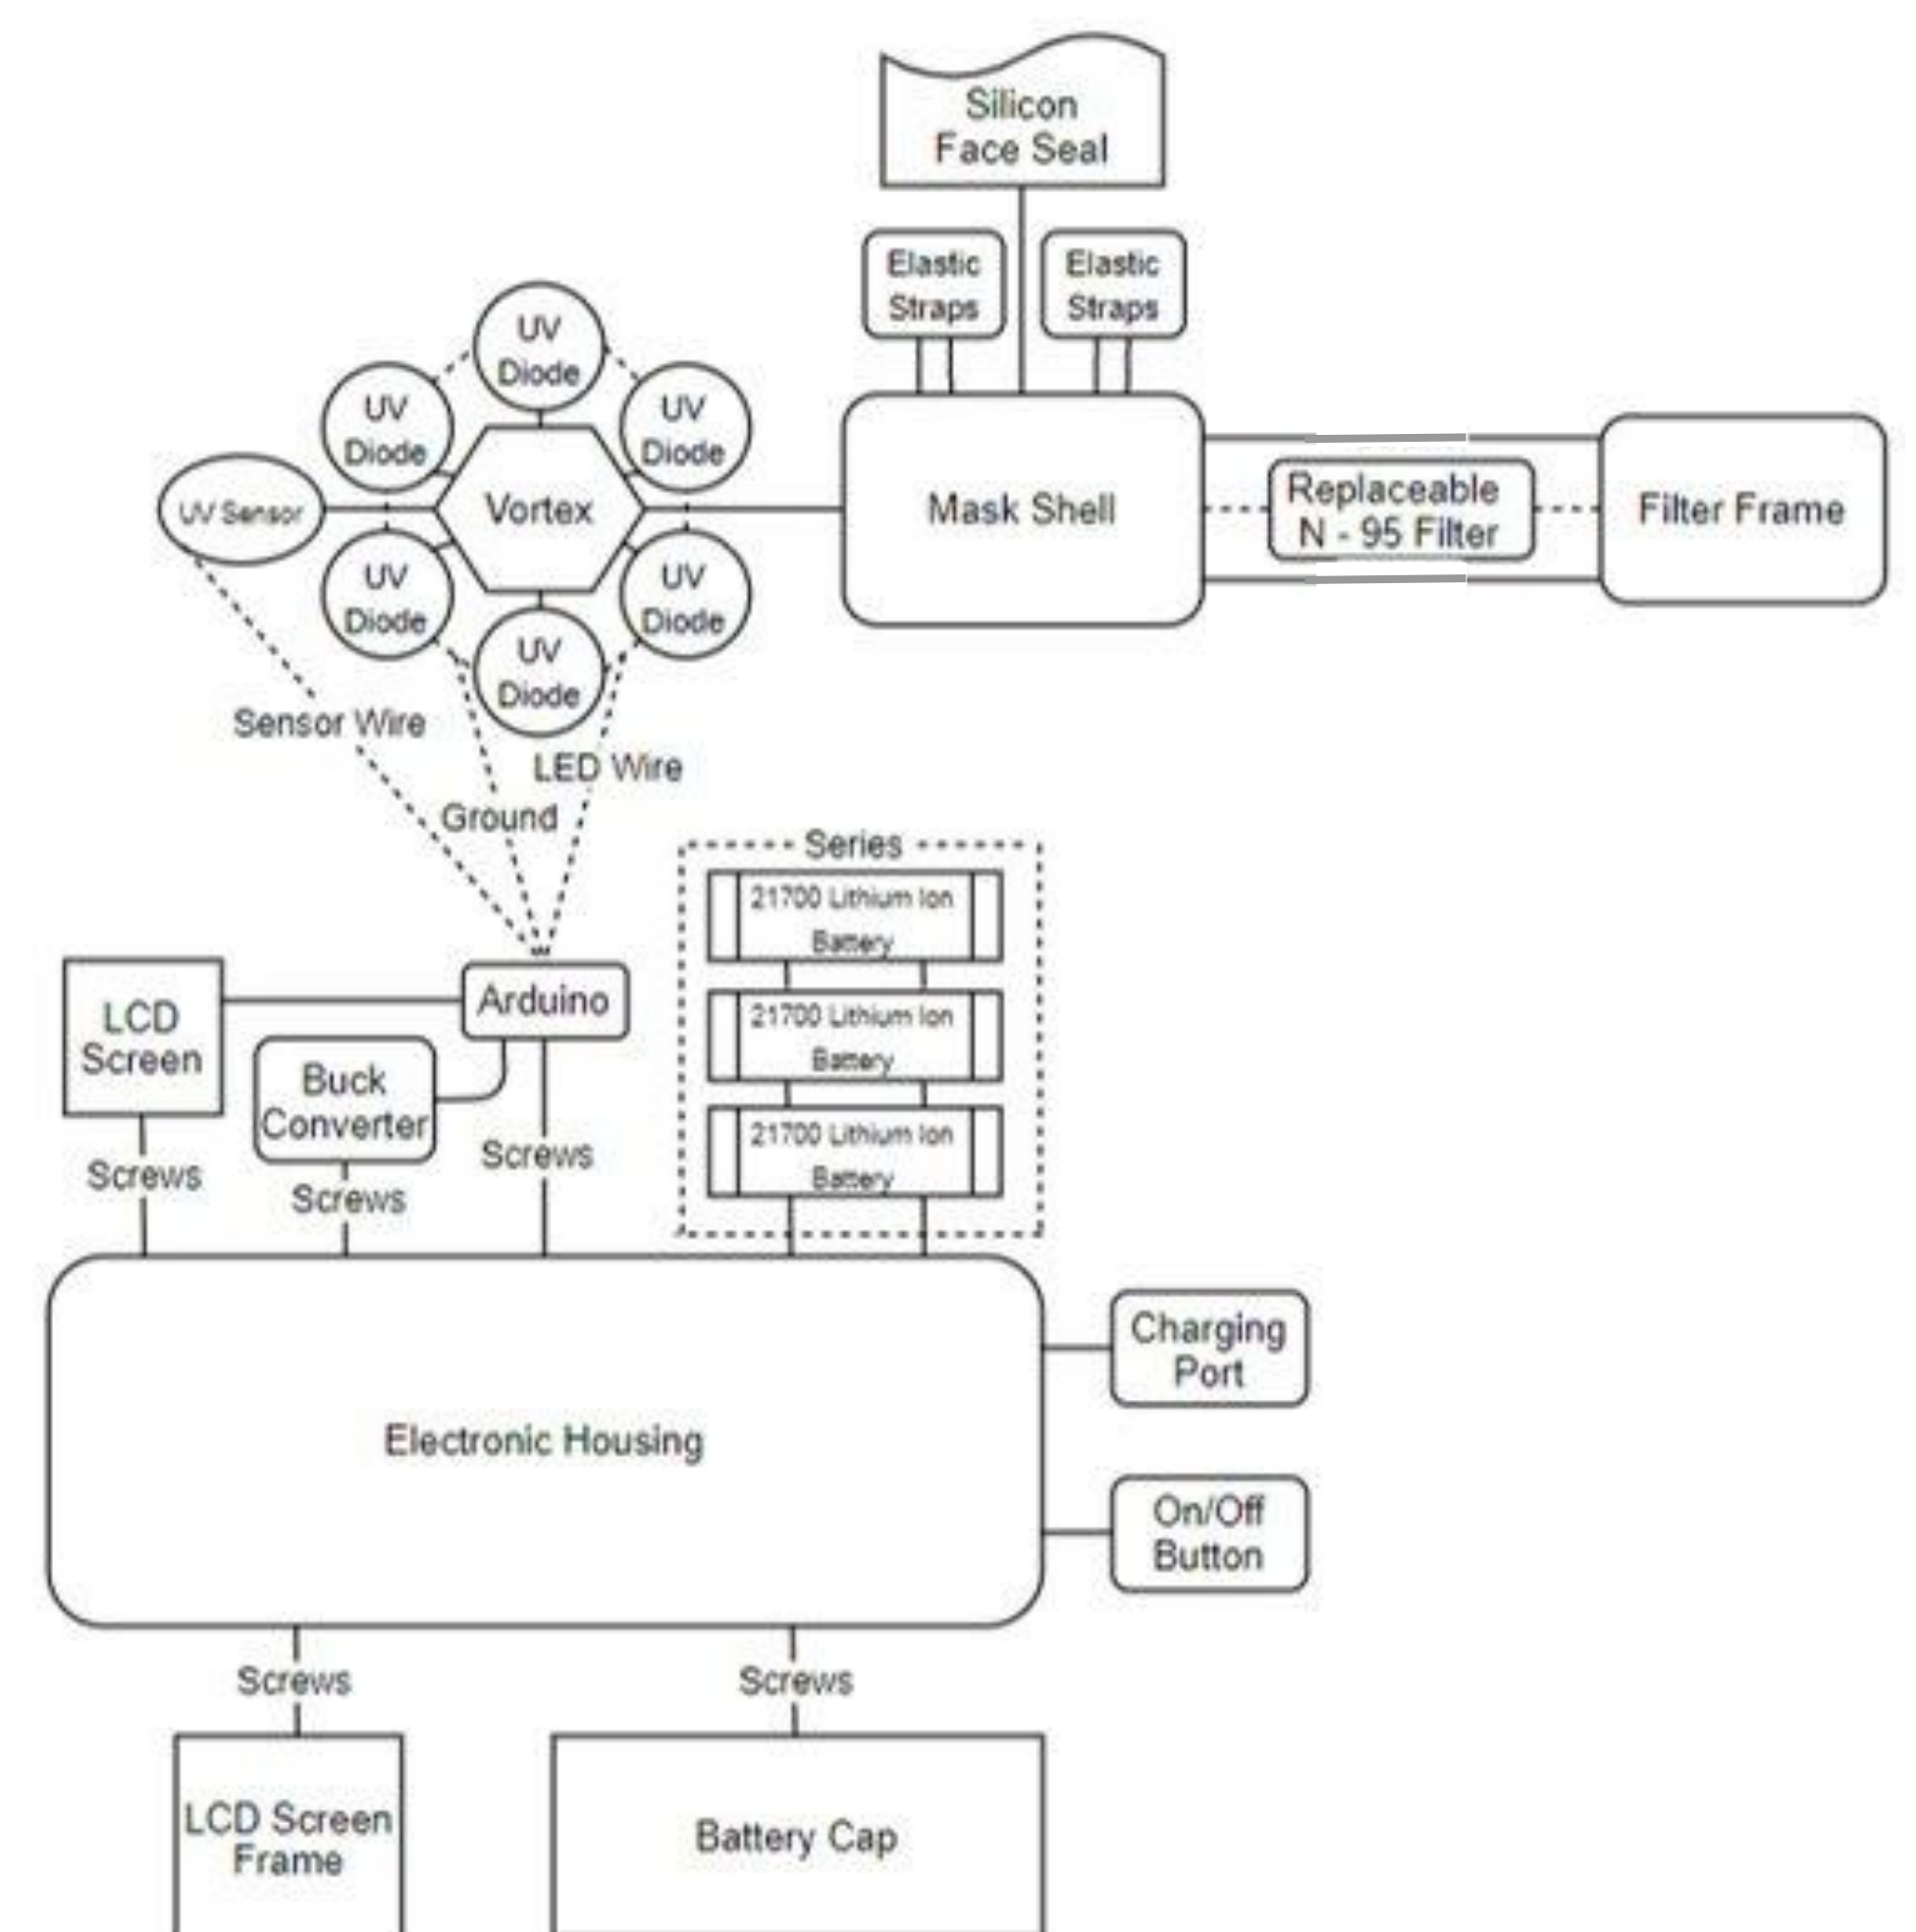 Silicon
Face Seal
Elastic
Straps
Elastic
Straps
UV
Diode
UV
Diode
UV
Diode
UV Sensor
Vortex
Mask Shell
Replaceable
N - 95 Filter
Filter Frame
UV
Diode
UV
Diode
UV
Diode
Sensor Wire
LED Wire
Ground
Series
21700 Lithium Ion
Battery
21700 Lithium Ion
Battery
21700 Lithium Ion
Battery
Arduino
LCD
Screen
Buck
Converter
Screws
Screws
Screws
Charging
Port
Electronic Housing
On/Off
Button
Screws
Screws
LCD Screen
Frame
Battery Cap